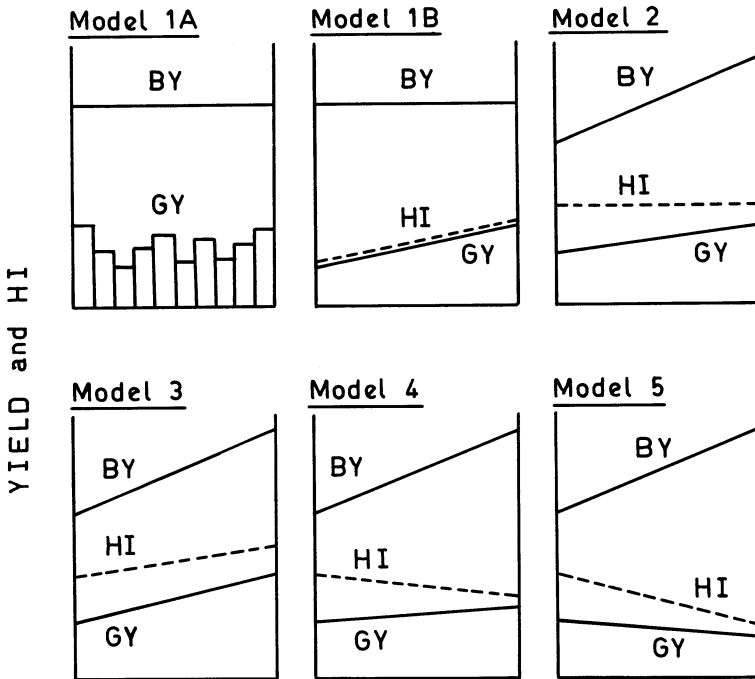 Model 1A
BY
GY
Model 1B
BY
HI
GY
Model 2
BY
HI
GY
YIELD and HI
Model 3
BY
HI
GY
Model 4
BY
HI
GY
Model 5
BY
HI
GY